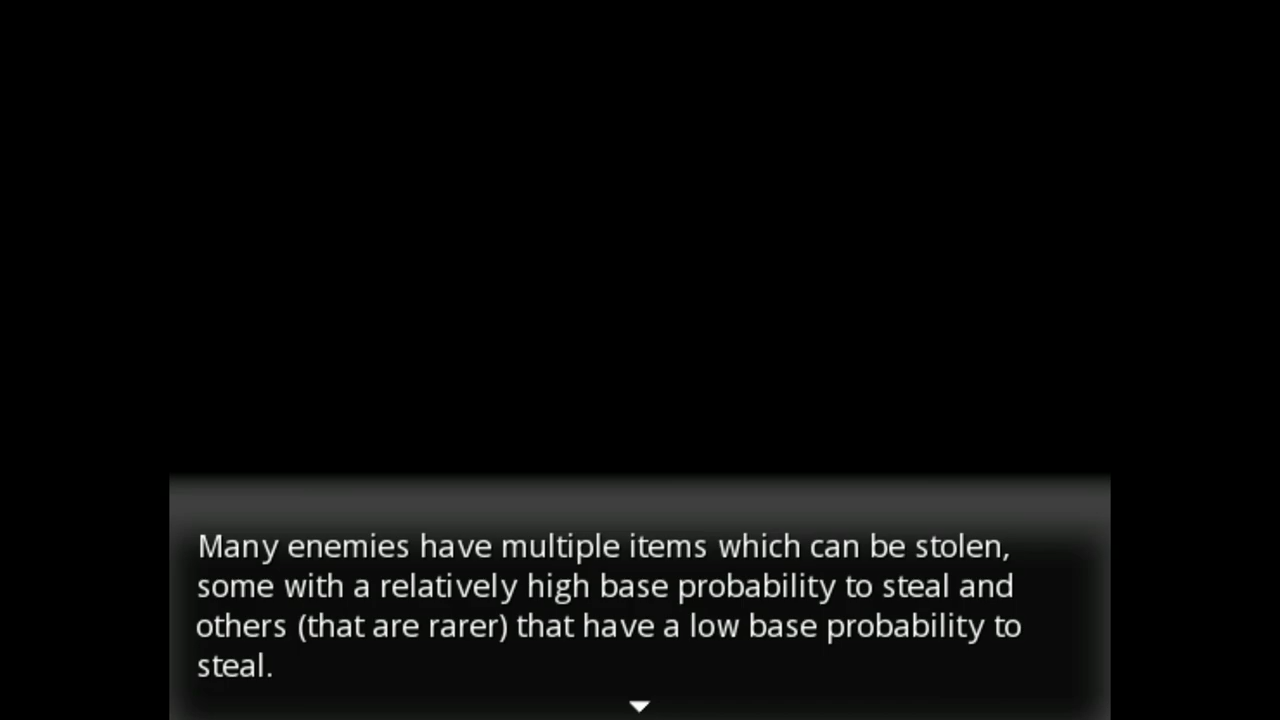 Many enemies have multiple items which can be stolen,
some with a relatively high base probability to steal and
others (that are rarer) that have a low base probability to
steal.